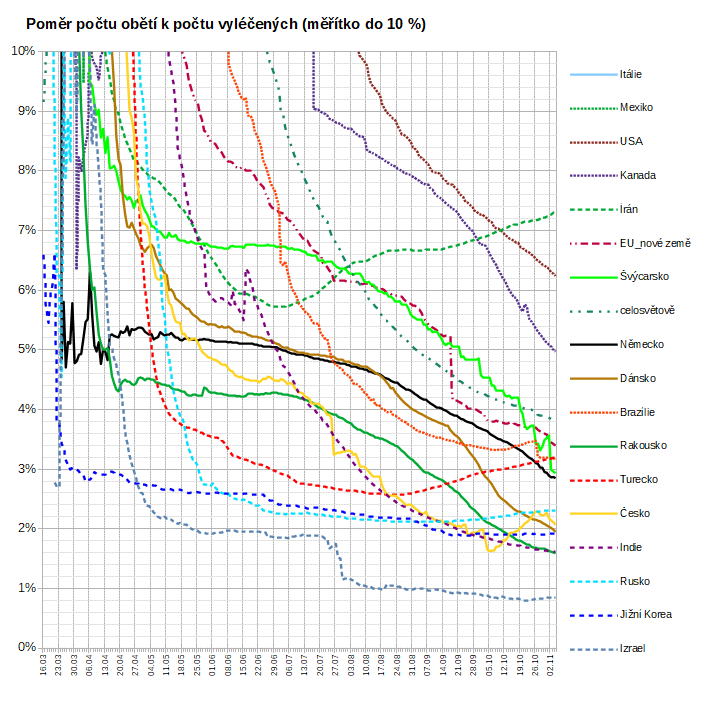 Poměr počtu obětí k počtu vyléčených (měřítko do 10 %)
10%
9%
8%
7%
6%
5%
4%
3%
2%
1%
0%
16.03
23.03
30.03
06.04
13.04
20.04
27.04
04.05
11.05
18.05
25.05
01.06
08.06
15.06
22.06
29.06
06.07
13.07
20.07
27.07
03.08
10.08
17.08
24.08
31.08
07.09
14.09
21.09
28.09
05.10
12.10
19.10
26.10
02.11
Itálie
Mexiko
USA
Kanada
Írán
EU_nové země
Švýcarsko
celosvětově
Německo
Dánsko
Brazílie
Rakousko
Turecko
Česko
Indie
Rusko
Jižní Korea
Izrael